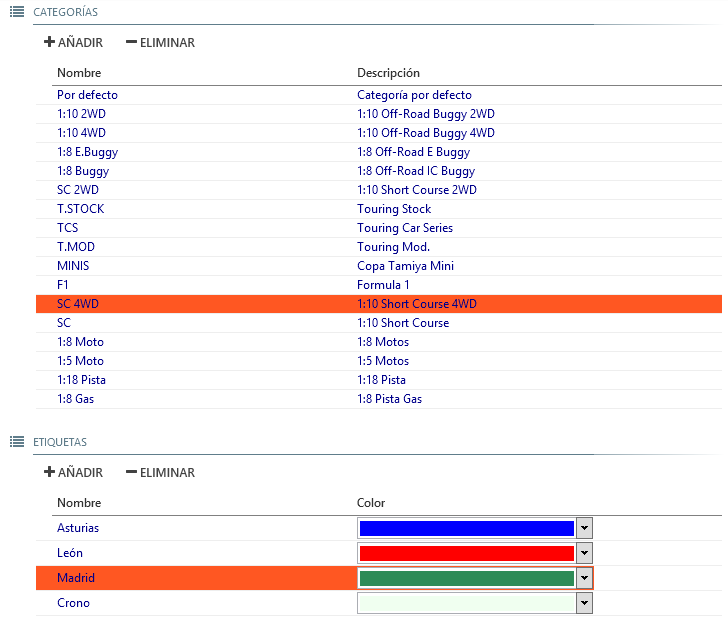 CATEGORÍAS
AÑADIR ELIMINAR
Nombre Descripción
Por defecto Categoría por defecto
1:10 2WD 1:10 Off-Road Buggy 2WD
1:10 4WD 1:10 Off-Road Buggy 4WD
1:8 E.Buggy 1:8 Off-Road E Buggy
1:8 Buggy 1:8 Off-Road IC Buggy
SC 2WD 1:10 Short Course 2WD
T.STOCK Touring Stock
TCS Touring Car Series
T.MOD Touring Mod.
MINIS Copa Tamiya Mini
F1 Formula 1
SC 4WD 1:10 Short Course 4WD
SC 1:10 Short Course
1:8 Moto 1:8 Motos
1:5 Moto 1:5 Motos
1:18 Pista 1:18 Pista
1:8 Gas 1:8 Pista Gas
ETIQUETAS
AÑADIR ELIMINAR
Nombre Color
Asturias
León
Madrid
Crono